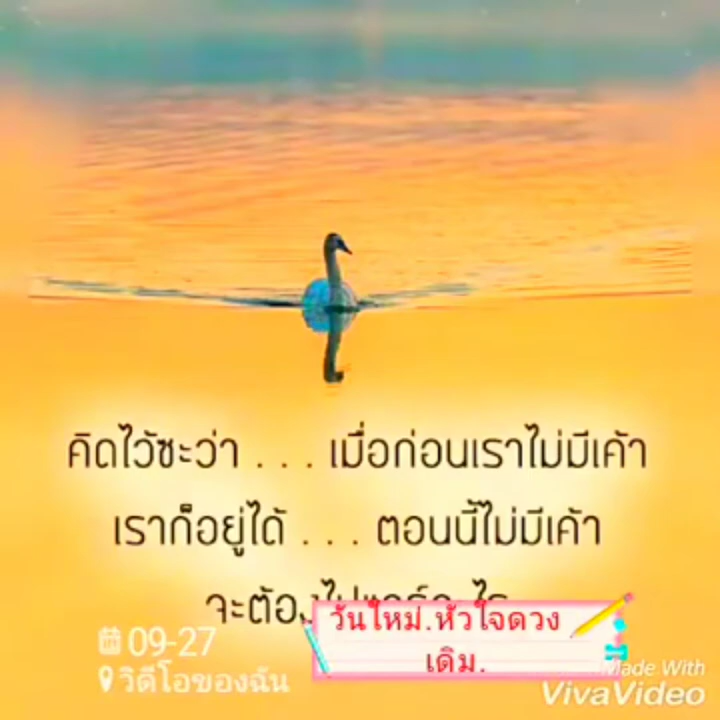 คิดไว้ซะว่า . . . เมื่อก่อนเราไม่มีเค้า
เราก็อยู่ได้ . . . ตอนนี้ไม่มีเค้า
จะต้อง
วันใหม่.หัวใจดวง
เดิม.
09-27
วิดีโอของฉัน
Made With
VivaVideo